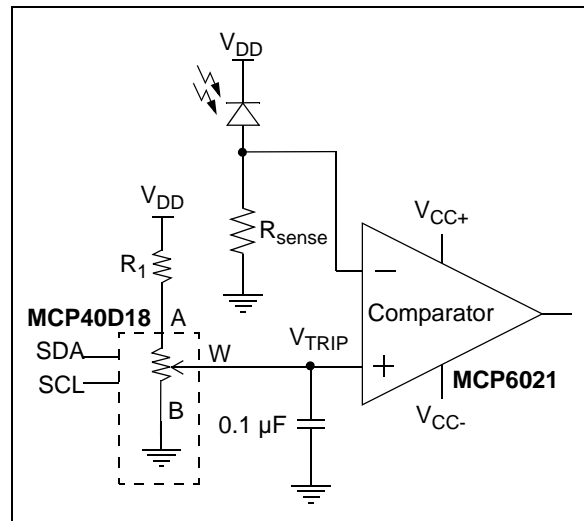 VDD
Rsense
VDD
R1
VCC+
–
Comparator
MCP40D18
A
SDA
W
VTRIP
SCL
+
MCP6021
B
0.1 µF
VCC-